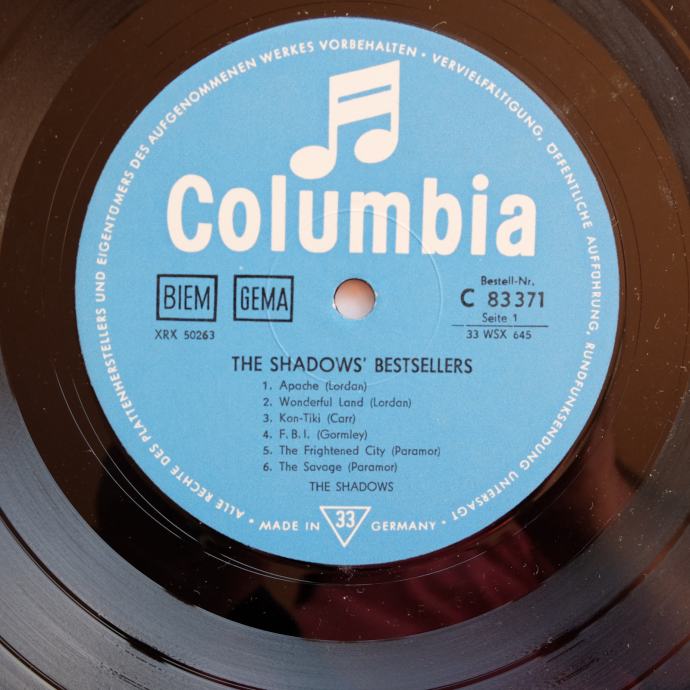 ALLE RECHTE DES PLATTENHERSTELLERS UND EIGENTÜMERS DES AUFGENOMMENEN WERKES VORBEHALTEN • VERVIELFÄLTIGUNG, ÖFFENTLICHE AUFFÜHRUNG, RUNDFUNKSENDUNG UNTERSAGT •
Columbia
BIEM GEMA
XRX 50263
Bestell-Nr.
C 83371
Seite 1
33 WSX 645
THE SHADOWS' BESTSELLERS
1. Apache (Lordan)
2. Wonderful Land (Lordan)
3. Kon-Tiki (Carr)
4. F.B.I. (Gormley)
5. The Frightened City (Paramor)
6. The Savage (Paramor)
THE SHADOWS
MADE IN 33 GERMANY •